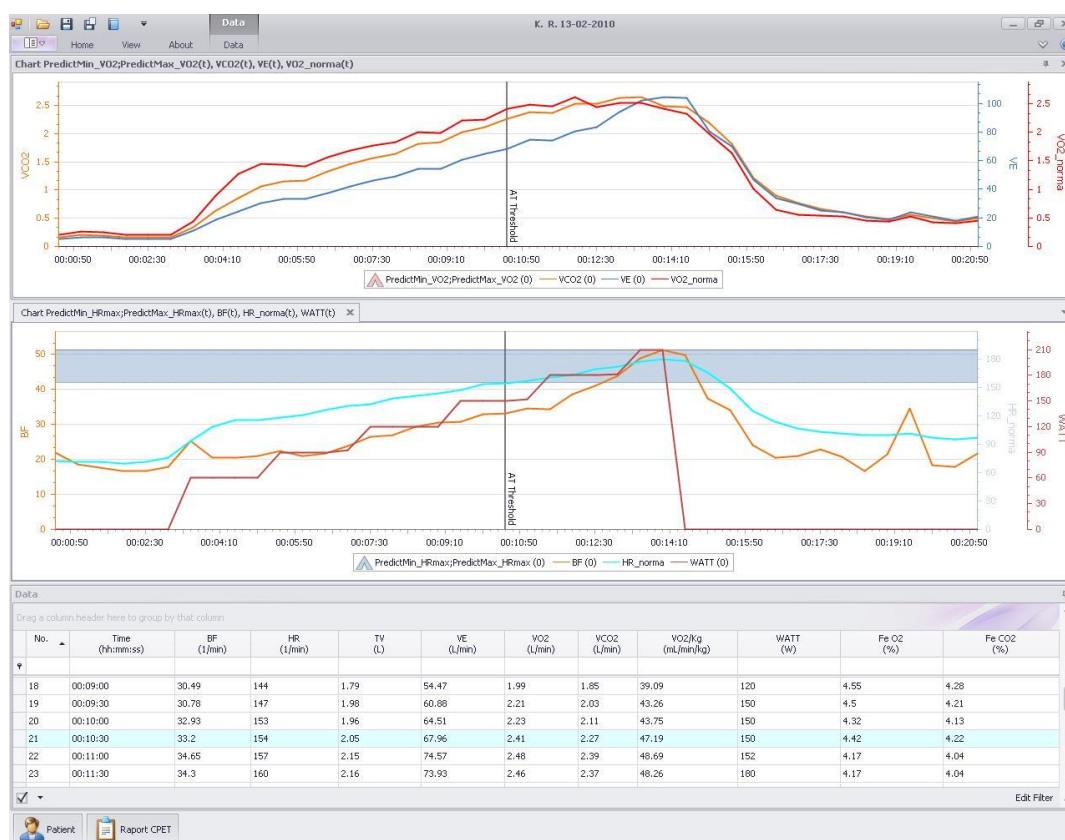 Data
K. R. 13-02-2010
Home View About Data
Chart PredictMin_VO2;PredictMax_VO2(t), VCO2(t), VE(t), VO2_norma(t)
2.5 2 1.5 1 0.5 0
VCO2
100 80 60 40 20 0
VE
2.5 2 1.5 1 0.5 0
VO2_norma
AT Threshold
00:00:50 00:02:30 00:04:10 00:05:50 00:07:30 00:09:10 00:10:50 00:12:30 00:14:10 00:15:50 00:17:30 00:19:10 00:20:50
PredictMin_VO2;PredictMax_VO2 (0) VCO2 (0) VE (0) VO2_norma
Chart PredictMin_HRmax;PredictMax_HRmax(t), BF(t), HR_norma(t), WATT(t)
50 40 30 20 10 0
BF
180 150 120 90 60 30 0
HR_norma
210 180 150 120 90 60 30 0
WATT
AT Threshold
00:00:50 00:02:30 00:04:10 00:05:50 00:07:30 00:09:10 00:10:50 00:12:30 00:14:10 00:15:50 00:17:30 00:19:10 00:20:50
PredictMin_HRmax;PredictMax_HRmax (0) BF (0) HR_norma WATT (0)
Data
Drag a column header here to group by that column
No. Time BF HR TV VE VO2 VCO2 VO2/Kg WATT Fe O2 Fe CO2
(hh:mm:ss) (1/min) (1/min) (L) (L/min) (L/min) (L/min) (mL/min/kg) (W) (%) (%)
18 00:09:00 30.49 144 1.79 54.47 1.99 1.85 39.09 120 4.55 4.28
19 00:09:30 30.78 147 1.98 60.88 2.21 2.03 43.26 150 4.5 4.21
20 00:10:00 32.93 153 1.96 64.51 2.23 2.11 43.75 150 4.32 4.13
21 00:10:30 33.2 154 2.05 67.96 2.41 2.27 47.19 150 4.42 4.22
22 00:11:00 34.65 157 2.15 74.57 2.48 2.39 48.69 152 4.17 4.04
23 00:11:30 34.3 160 2.16 73.93 2.46 2.37 48.26 180 4.17 4.04
Edit Filter
Patient Raport CPET